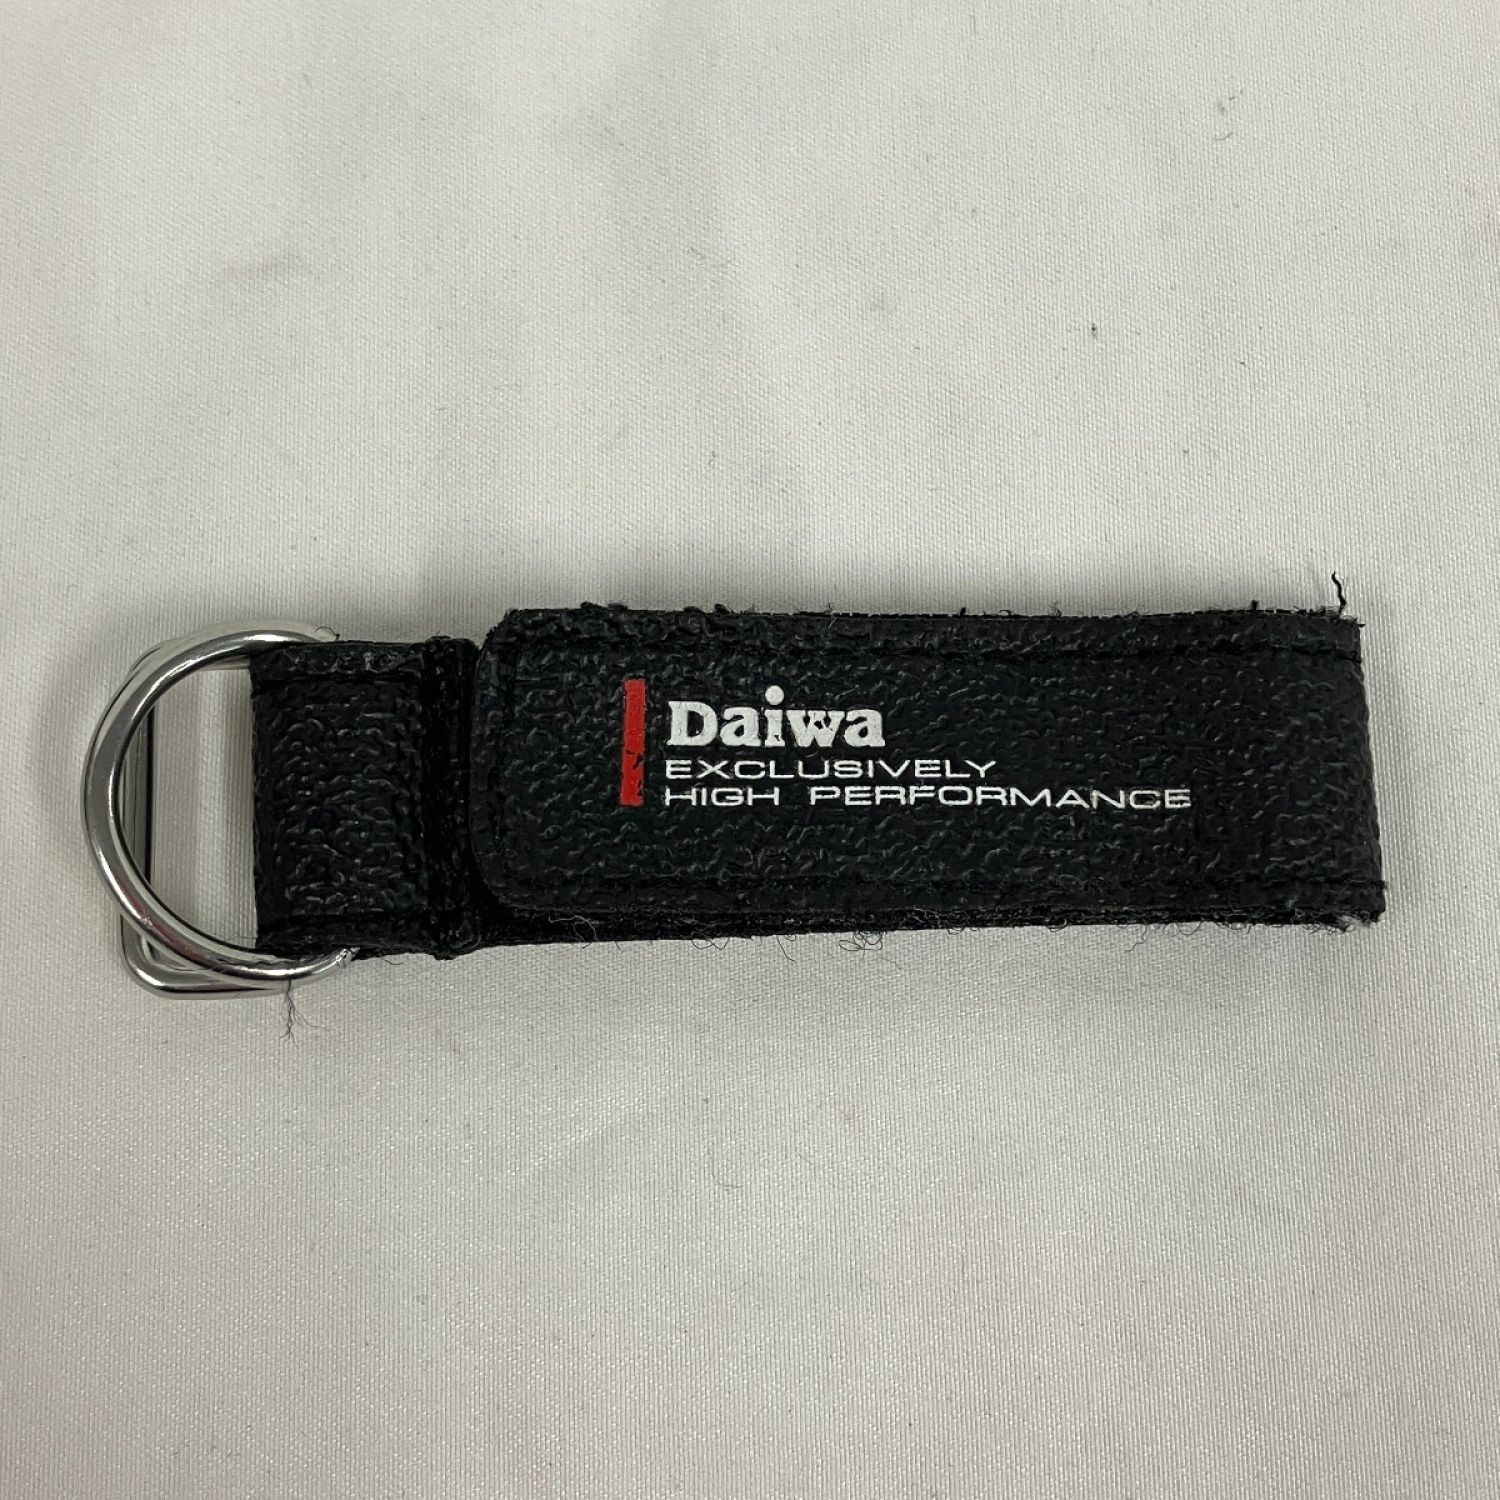 Daiwa
EXCLUSIVELY
HIGH PERFORMANCE